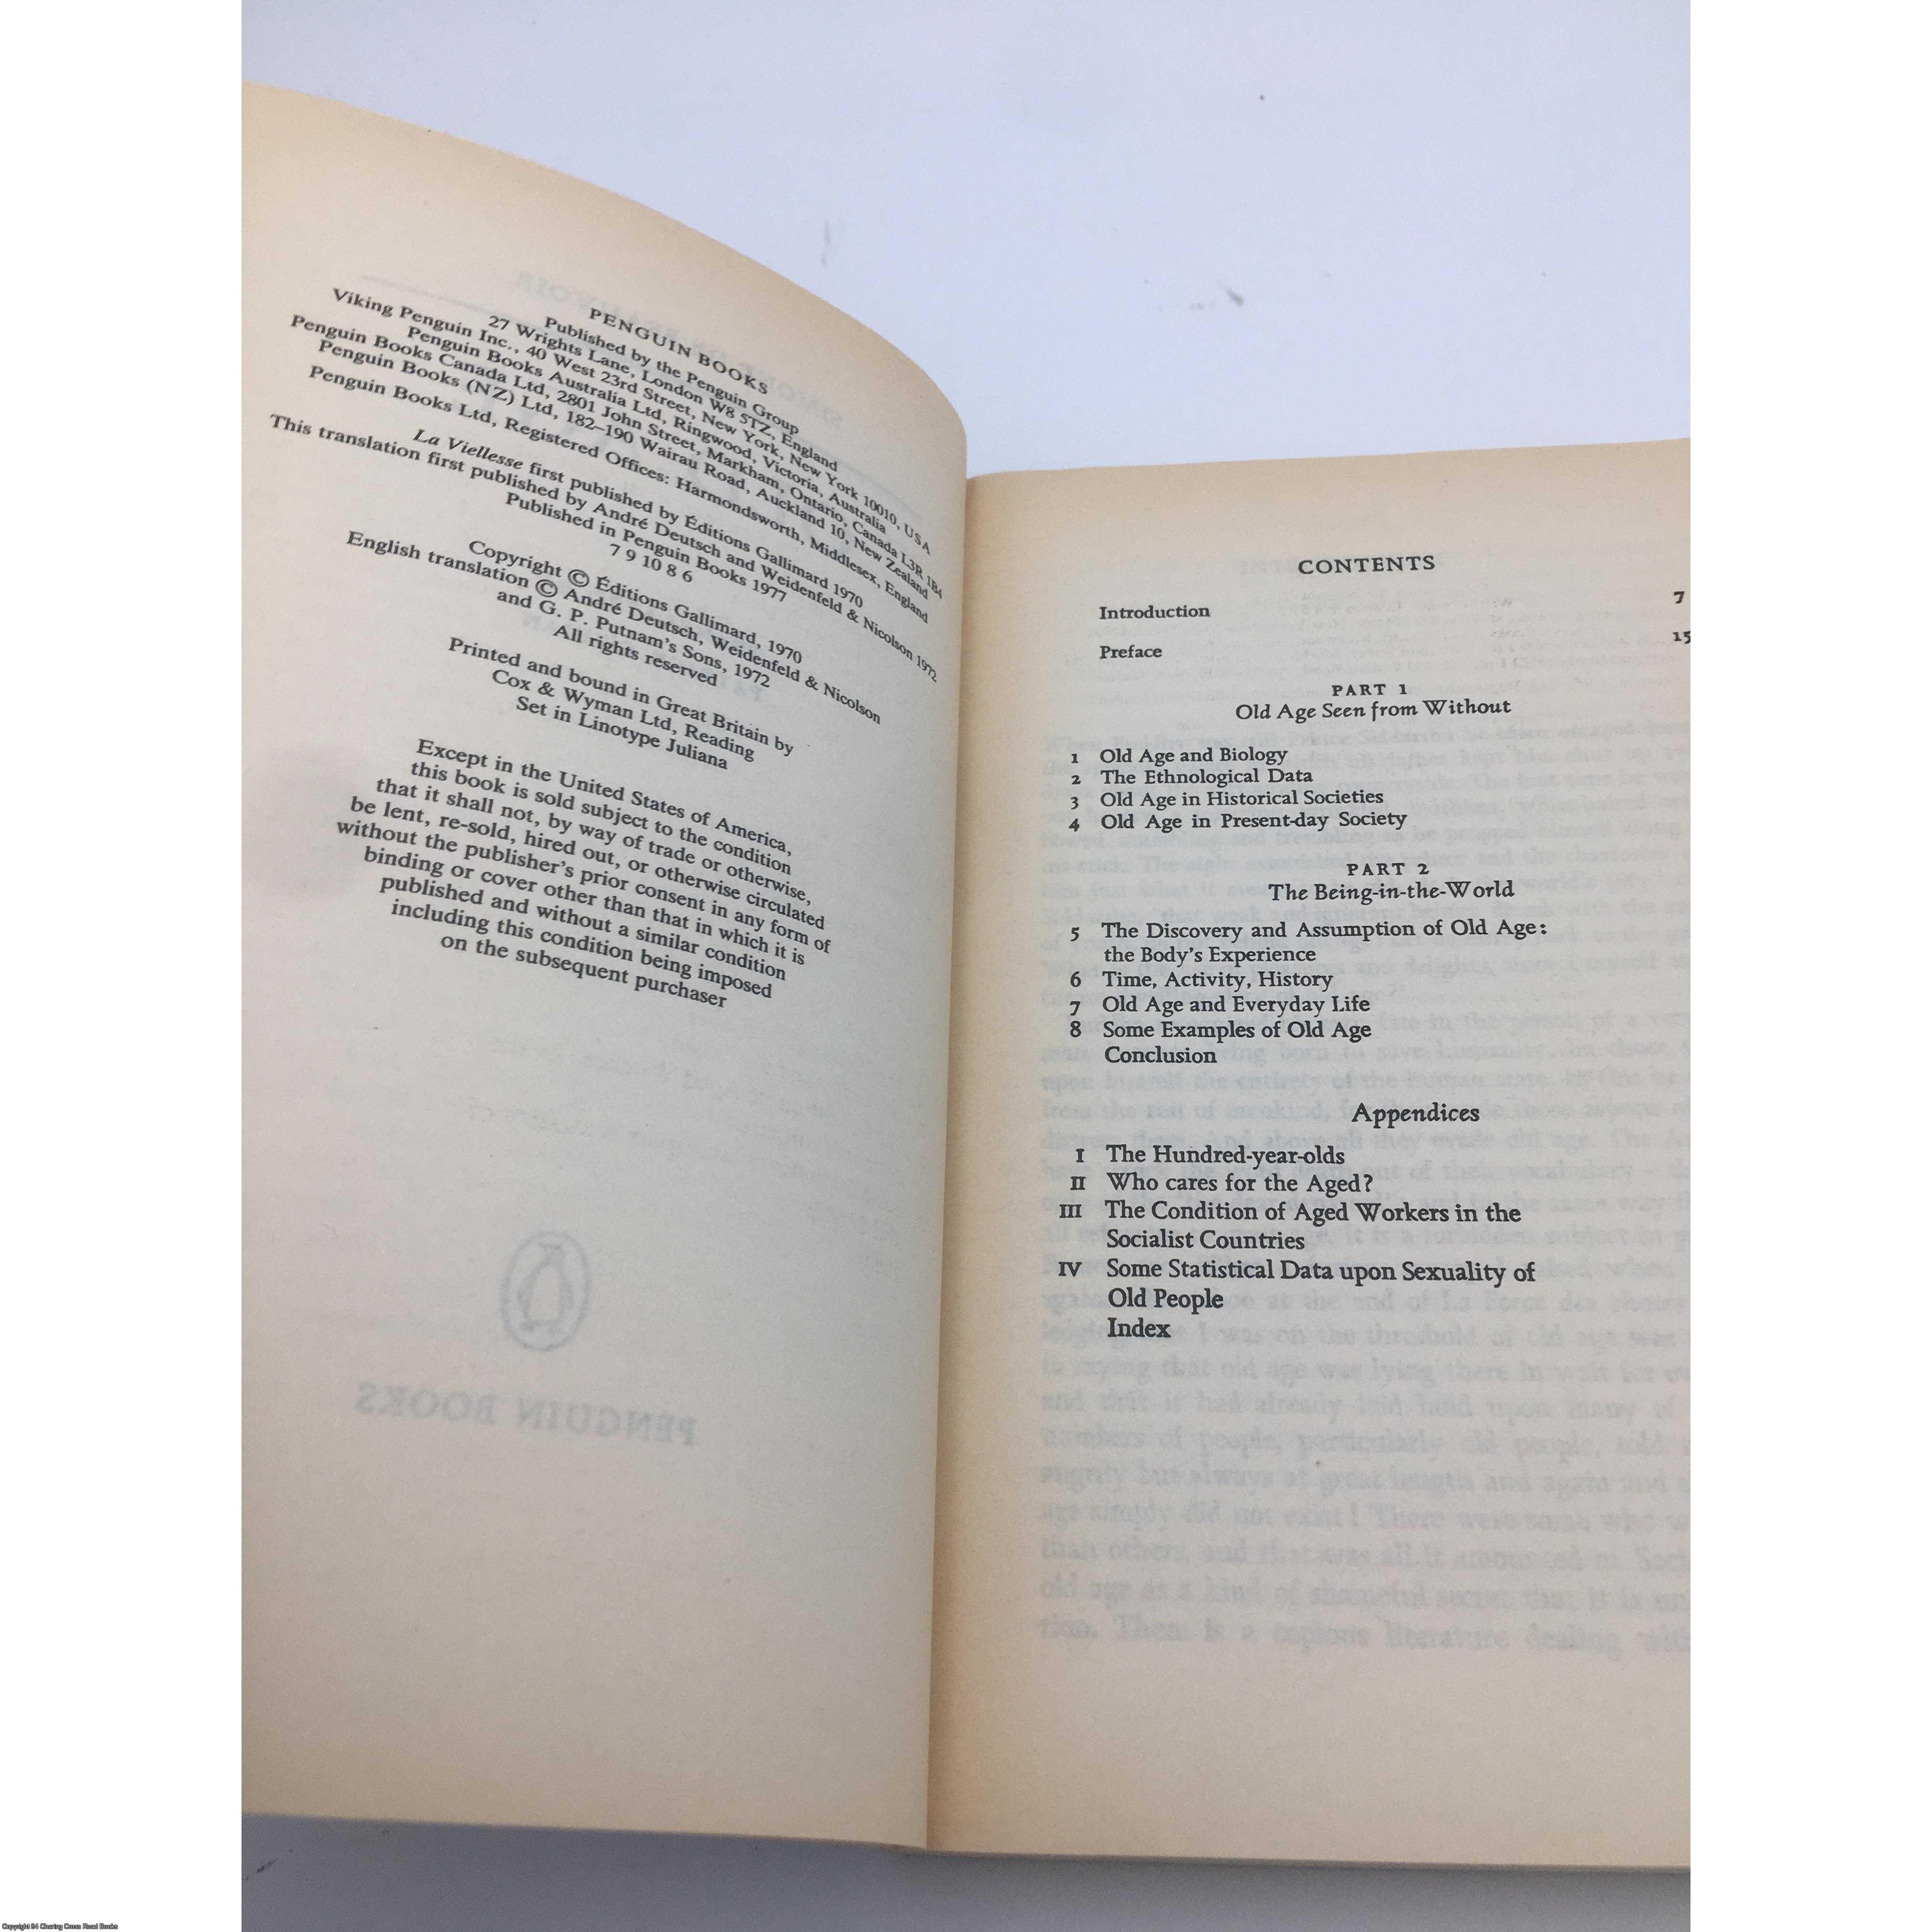 PENGUIN BOOKS
Published by the Penguin Group
27 Wrights Lane, London W8 5TZ, England
Viking Penguin Inc., 40 West 23rd Street, New York, New York 10010, USA
Penguin Books Australia Ltd, Ringwood, Victoria, Australia
Penguin Books Canada Ltd, 2801 John Street, Markham, Ontario, Canada L3R 1B4
Penguin Books (NZ) Ltd, 182–190 Wairau Road, Auckland 10, New Zealand
Penguin Books Ltd, Registered Offices: Harmondsworth, Middlesex, England
La Viellesse first published by Éditions Gallimard 1970
This translation first published by André Deutsch and Weidenfeld & Nicolson 1972
Published in Penguin Books 1977
7 9 10 8 6
Copyright © Éditions Gallimard, 1970
English translation © André Deutsch, Weidenfeld & Nicolson
and G. P. Putnam's Sons, 1972
All rights reserved
Printed and bound in Great Britain by
Cox & Wyman Ltd, Reading
Set in Linotype Juliana
Except in the United States of America,
this book is sold subject to the condition
that it shall not, by way of trade or otherwise,
be lent, re-sold, hired out, or otherwise circulated
without the publisher's prior consent in any form of
binding or cover other than that in which it is
published and without a similar condition
including this condition being imposed
on the subsequent purchaser
PENGUIN BOOKS
CONTENTS
Introduction 7
Preface 15
PART 1
Old Age Seen from Without
1 Old Age and Biology
2 The Ethnological Data
3 Old Age in Historical Societies
4 Old Age in Present-day Society
PART 2
The Being-in-the-World
5 The Discovery and Assumption of Old Age:
the Body's Experience
6 Time, Activity, History
7 Old Age and Everyday Life
8 Some Examples of Old Age
Conclusion
Appendices
I The Hundred-year-olds
II Who cares for the Aged?
III The Condition of Aged Workers in the
Socialist Countries
IV Some Statistical Data upon Sexuality of
Old People
Index
Copyright 84 Charing Cross Road Books